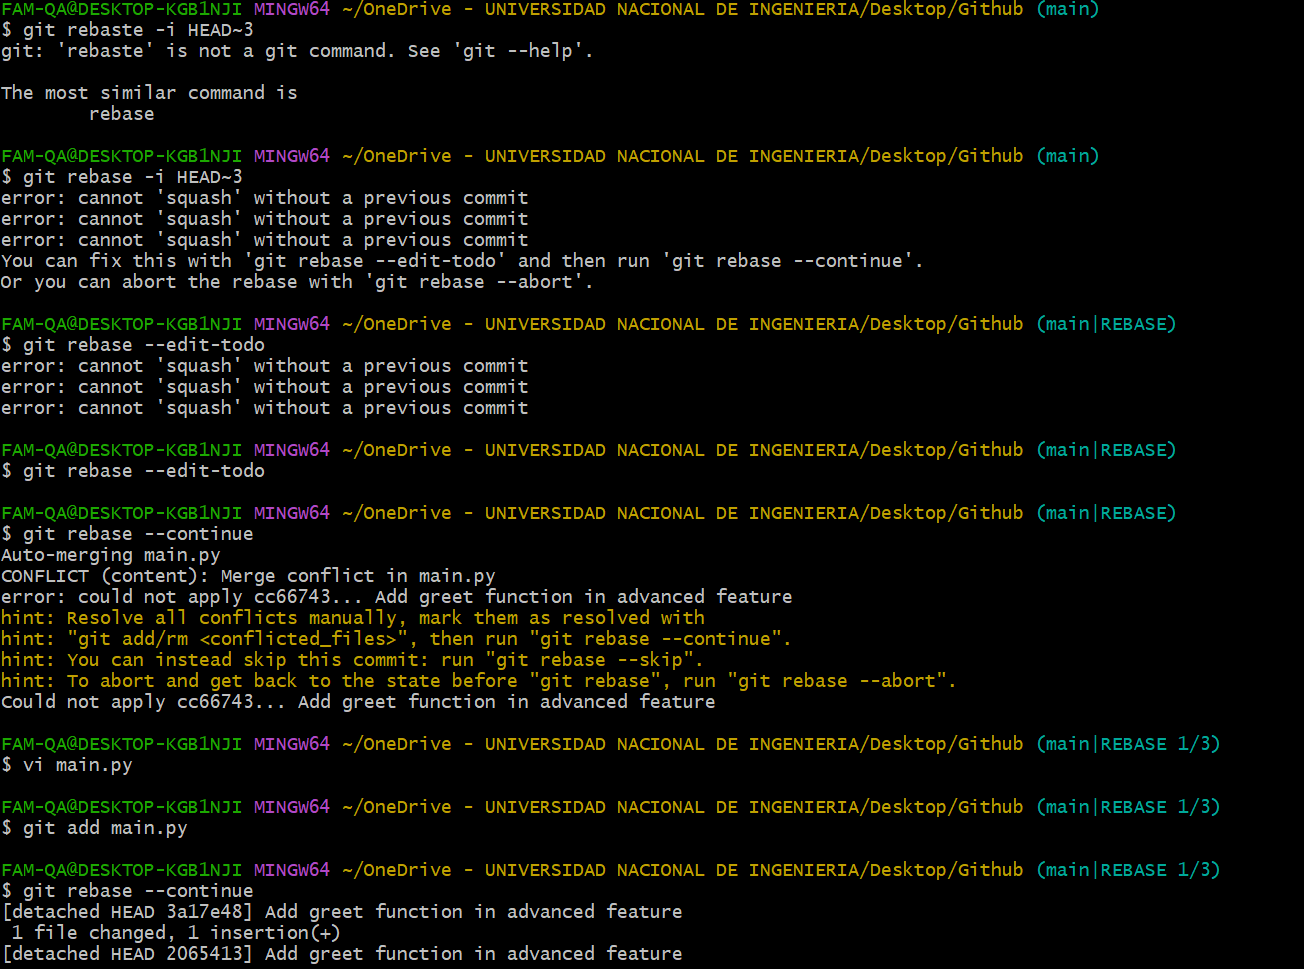 FAM-QA@DESKTOP-KGB1NJI MINGW64 ~/OneDrive - UNIVERSIDAD NACIONAL DE INGENIERIA/Desktop/Github (main)
$ git rebaste -i HEAD~3
git: 'rebaste' is not a git command. See 'git --help'.
The most similar command is
rebase
FAM-QA@DESKTOP-KGB1NJI MINGW64 ~/OneDrive - UNIVERSIDAD NACIONAL DE INGENIERIA/Desktop/Github (main)
$ git rebase -i HEAD~3
error: cannot 'squash' without a previous commit
error: cannot 'squash' without a previous commit
error: cannot 'squash' without a previous commit
You can fix this with 'git rebase --edit-todo' and then run 'git rebase --continue'.
Or you can abort the rebase with 'git rebase --abort'.
FAM-QA@DESKTOP-KGB1NJI MINGW64 ~/OneDrive - UNIVERSIDAD NACIONAL DE INGENIERIA/Desktop/Github (main|REBASE)
$ git rebase --edit-todo
error: cannot 'squash' without a previous commit
error: cannot 'squash' without a previous commit
error: cannot 'squash' without a previous commit
FAM-QA@DESKTOP-KGB1NJI MINGW64 ~/OneDrive - UNIVERSIDAD NACIONAL DE INGENIERIA/Desktop/Github (main|REBASE)
$ git rebase --edit-todo
FAM-QA@DESKTOP-KGB1NJI MINGW64 ~/OneDrive - UNIVERSIDAD NACIONAL DE INGENIERIA/Desktop/Github (main|REBASE)
$ git rebase --continue
Auto-merging main.py
CONFLICT (content): Merge conflict in main.py
error: could not apply cc66743... Add greet function in advanced feature
hint: Resolve all conflicts manually, mark them as resolved with
hint: "git add/rm <conflicted_files>", then run "git rebase --continue".
hint: You can instead skip this commit: run "git rebase --skip".
hint: To abort and get back to the state before "git rebase", run "git rebase --abort".
Could not apply cc66743... Add greet function in advanced feature
FAM-QA@DESKTOP-KGB1NJI MINGW64 ~/OneDrive - UNIVERSIDAD NACIONAL DE INGENIERIA/Desktop/Github (main|REBASE 1/3)
$ vi main.py
FAM-QA@DESKTOP-KGB1NJI MINGW64 ~/OneDrive - UNIVERSIDAD NACIONAL DE INGENIERIA/Desktop/Github (main|REBASE 1/3)
$ git add main.py
FAM-QA@DESKTOP-KGB1NJI MINGW64 ~/OneDrive - UNIVERSIDAD NACIONAL DE INGENIERIA/Desktop/Github (main|REBASE 1/3)
$ git rebase --continue
[detached HEAD 3a17e48] Add greet function in advanced feature
1 file changed, 1 insertion(+)
[detached HEAD 2065413] Add greet function in advanced feature